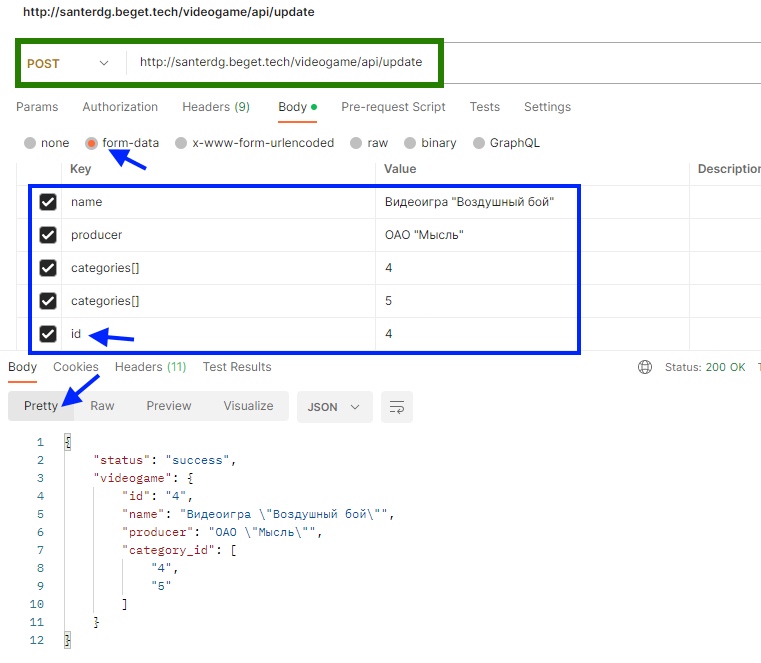 http://santerdg.beget.tech/videogame/api/update
POST http://santerdg.beget.tech/videogame/api/update
Params Authorization Headers (9) Body Pre-request Script Tests Settings
none form-data x-www-form-urlencoded raw binary GraphQL
Key Value Description
name Видеоигра "Воздушный бой"
producer ОАО "Мысль"
categories[] 4
categories[] 5
id 4
Body Cookies Headers (11) Test Results Status: 200 OK
Pretty Raw Preview Visualize JSON
1 {
2 "status": "success",
3 "videogame": {
4 "id": "4",
5 "name": "Видеоигра \"Воздушный бой\"",
6 "producer": "ОАО \"Мысль\"",
7 "category_id": [
8 "4",
9 "5"
10 ]
11 }
12 }